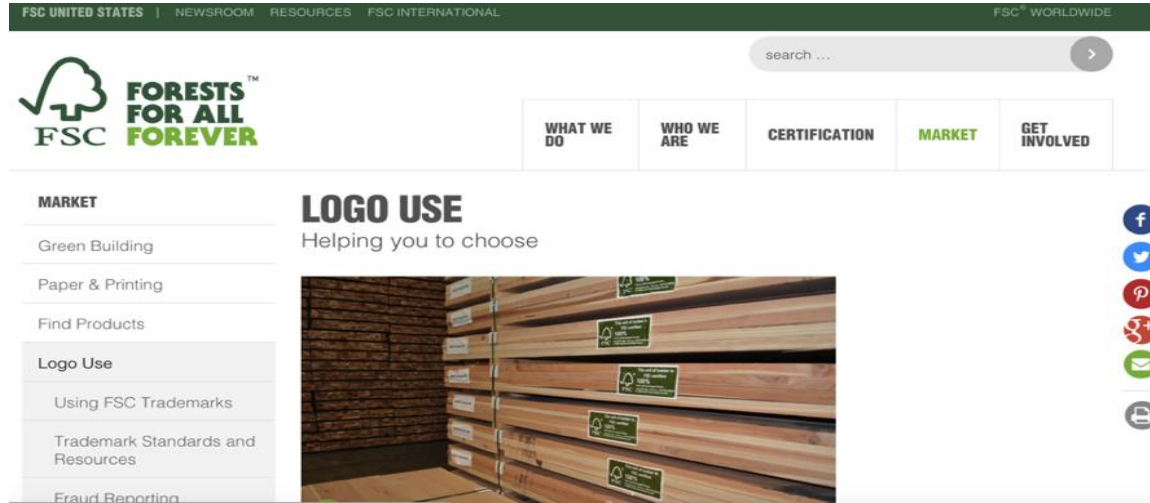 FSC UNITED STATES | NEWSROOM RESOURCES FSC INTERNATIONAL
FSC® WORLDWIDE
search ...
FSC
FORESTS™
FOR ALL
FOREVER
WHAT WE
DO
WHO WE
ARE
CERTIFICATION
MARKET
GET
INVOLVED
MARKET
Green Building
Paper & Printing
Find Products
Logo Use
Using FSC Trademarks
Trademark Standards and
Resources
Fraud Reporting
LOGO USE
Helping you to choose